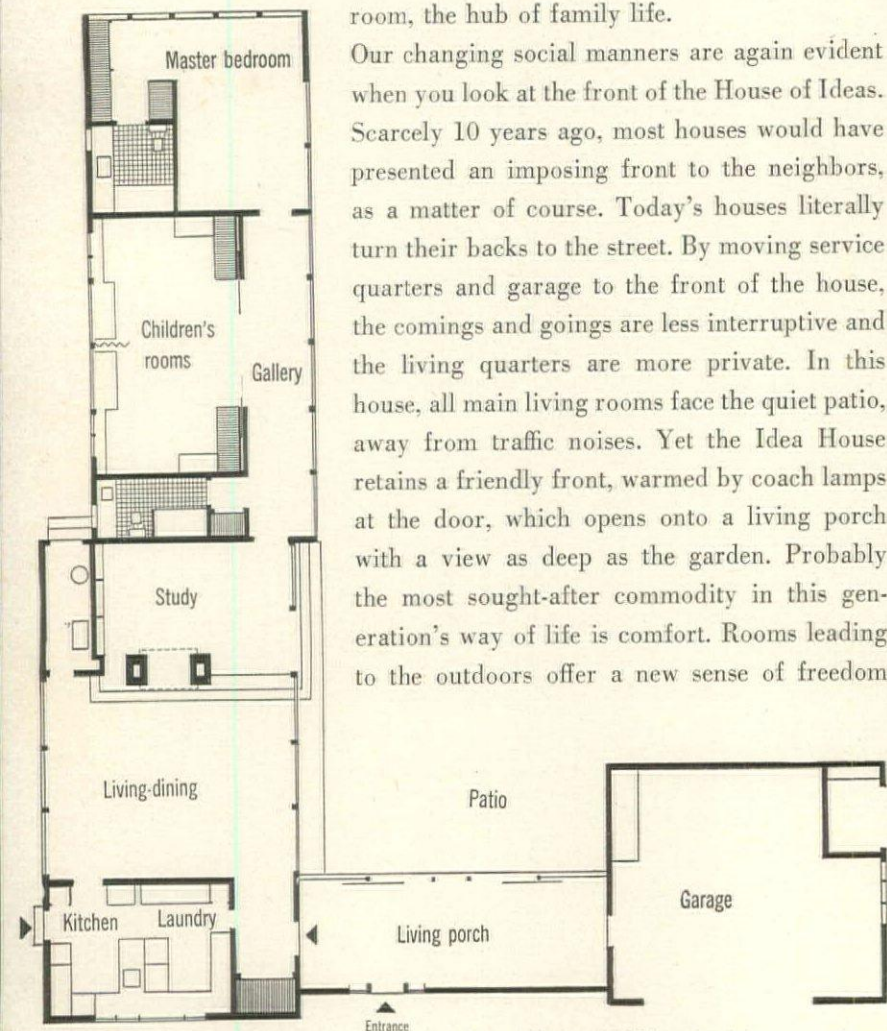 room, the hub of family life.
Our changing social manners are again evident
when you look at the front of the House of Ideas.
Scarcely 10 years ago, most houses would have
presented an imposing front to the neighbors,
as a matter of course. Today's houses literally
turn their backs to the street. By moving service
quarters and garage to the front of the house,
the comings and goings are less interruptive and
the living quarters are more private. In this
house, all main living rooms face the quiet patio,
away from traffic noises. Yet the Idea House
retains a friendly front, warmed by coach lamps
at the door, which opens onto a living porch
with a view as deep as the garden. Probably
the most sought-after commodity in this gen-
eration's way of life is comfort. Rooms leading
to the outdoors offer a new sense of freedom
Master bedroom
Children's
rooms
Gallery
Study
Living-dining
Patio
Kitchen
Laundry
Living porch
Garage
Entrance